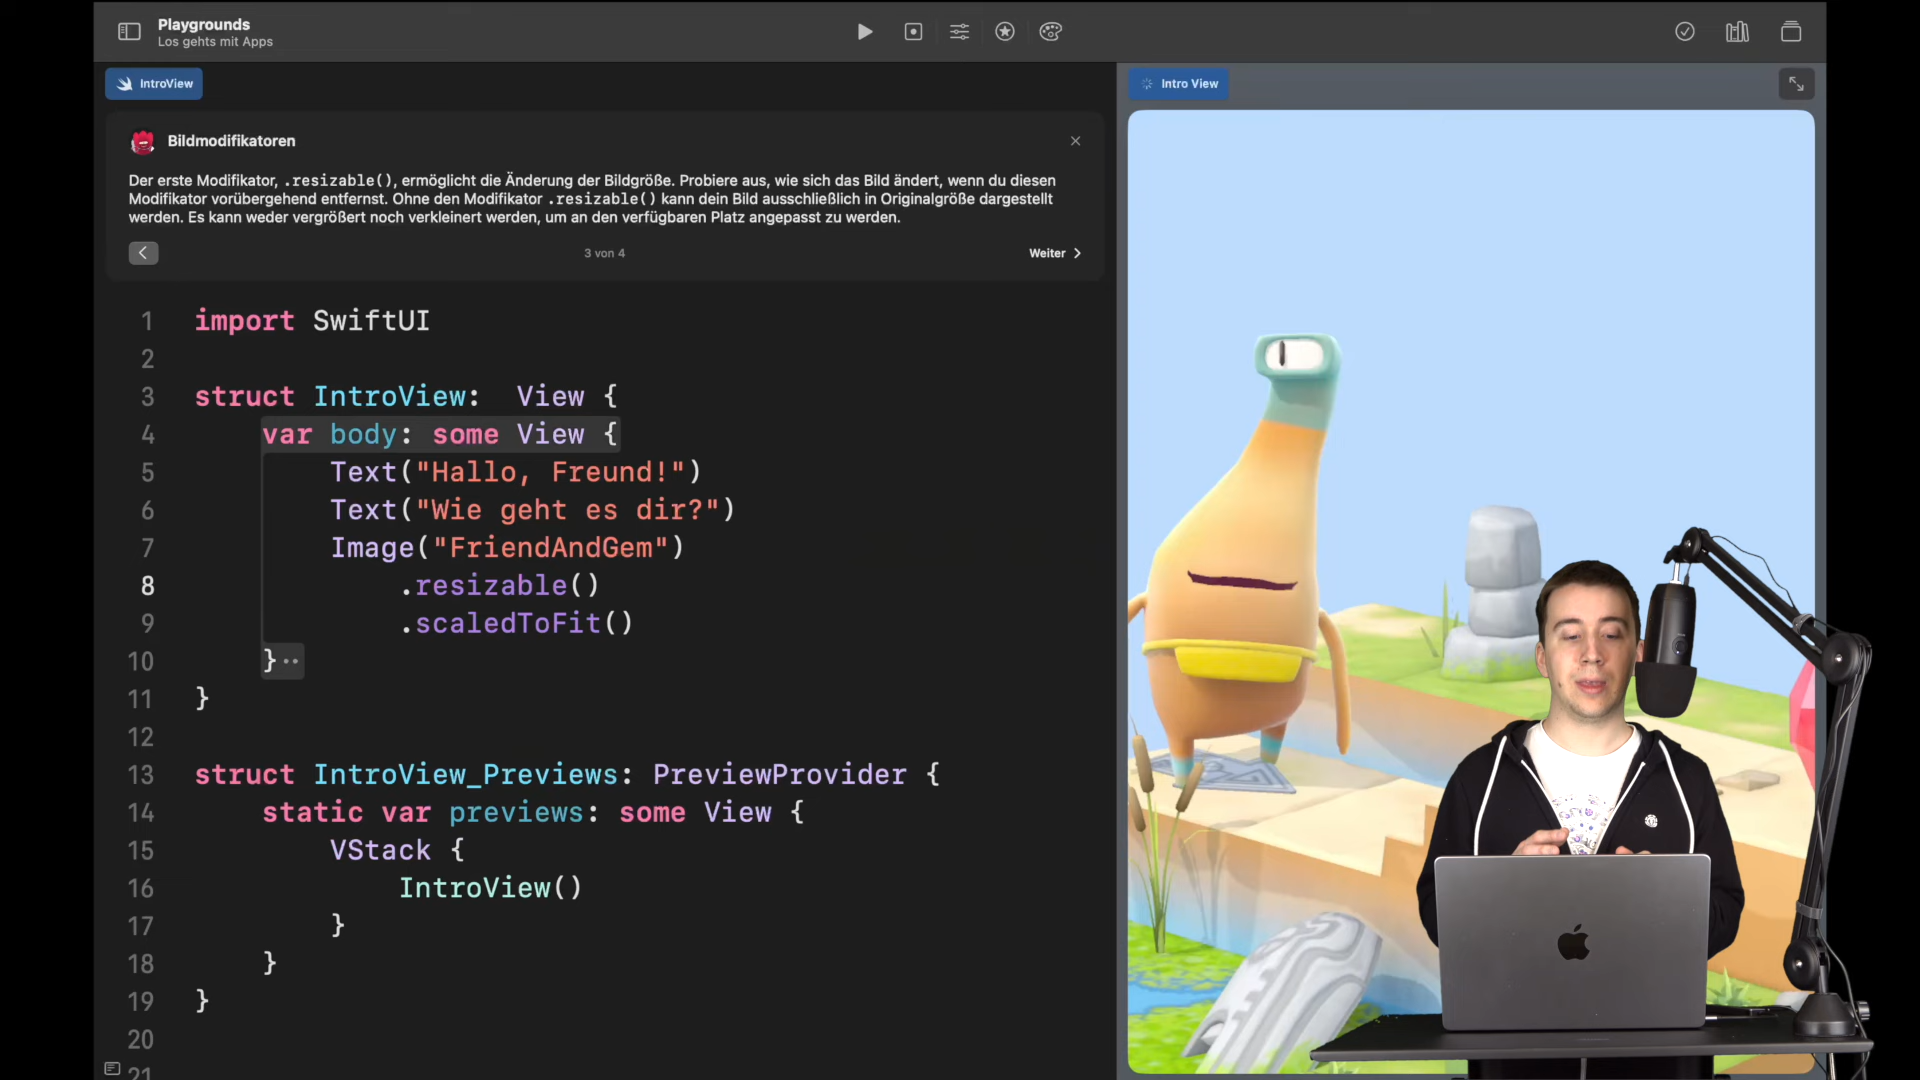 Playgrounds
Los gehts mit Apps
IntroView
Intro View
Bildmodifikatoren
Der erste Modifikator, .resizable(), ermöglicht die Änderung der Bildgröße. Probiere aus, wie sich das Bild ändert, wenn du diesen
Modifikator vorübergehend entfernst. Ohne den Modifikator .resizable() kann dein Bild ausschließlich in Originalgröße dargestellt
werden. Es kann weder vergrößert noch verkleinert werden, um an den verfügbaren Platz angepasst zu werden.
3 von 4
Weiter
1 import SwiftUI
2
3 struct IntroView:  View {
4 var body: some View {
5 Text("Hallo, Freund!")
6 Text("Wie geht es dir?")
7 Image("FriendAndGem")
8 .resizable()
9 .scaledToFit()
10 }
11 }
12
13 struct IntroView_Previews: PreviewProvider {
14 static var previews: some View {
15 VStack {
16 IntroView()
17 }
18 }
19 }
20
21